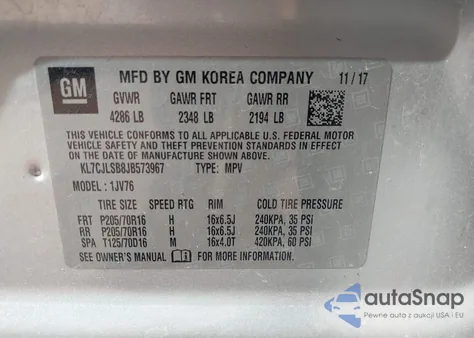 GM
MFD BY GM KOREA COMPANY 11/17
GVWR GAWR FRT GAWR RR
4286 LB 2348 LB 2194 LB
THIS VEHICLE CONFORMS TO ALL APPLICABLE U.S. FEDERAL MOTOR
VEHICLE SAFETY AND THEFT PREVENTION STANDARDS IN EFFECT ON
THE DATE OF MANUFACTURE SHOWN ABOVE.
KL7CJLSB8JB573967 TYPE: MPV
MODEL: 1JV76
TIRE SIZE SPEED RTG RIM COLD TIRE PRESSURE
FRT P205/70R16 H 16x6.5J 240KPA, 35 PSI
RR P205/70R16 H 16x6.5J 240KPA, 35 PSI
SPA T125/70D16 M 16x4.0T 420KPA, 60 PSI
SEE OWNER'S MANUAL FOR MORE INFORMATION
autoSnap
Pewne auta z aukcji USA i EU